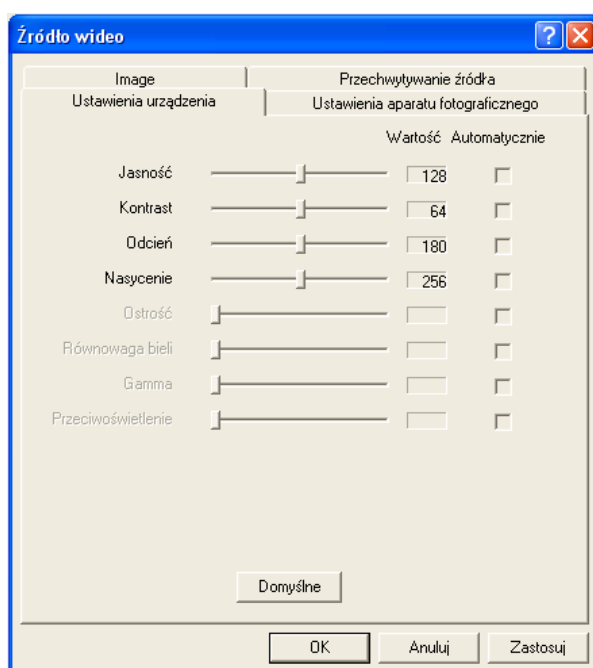 Źródło wideo
Image
Przechwytywanie źródła
Ustawienia urządzenia
Ustawienia aparatu fotograficznego
Wartość Automatycznie
Jasność 128
Kontrast 64
Odcień 180
Nasycenie 256
Ostrość
Równowaga bieli
Gamma
Przeciwoświetlenie
Domyślne
OK Anuluj Zastosuj